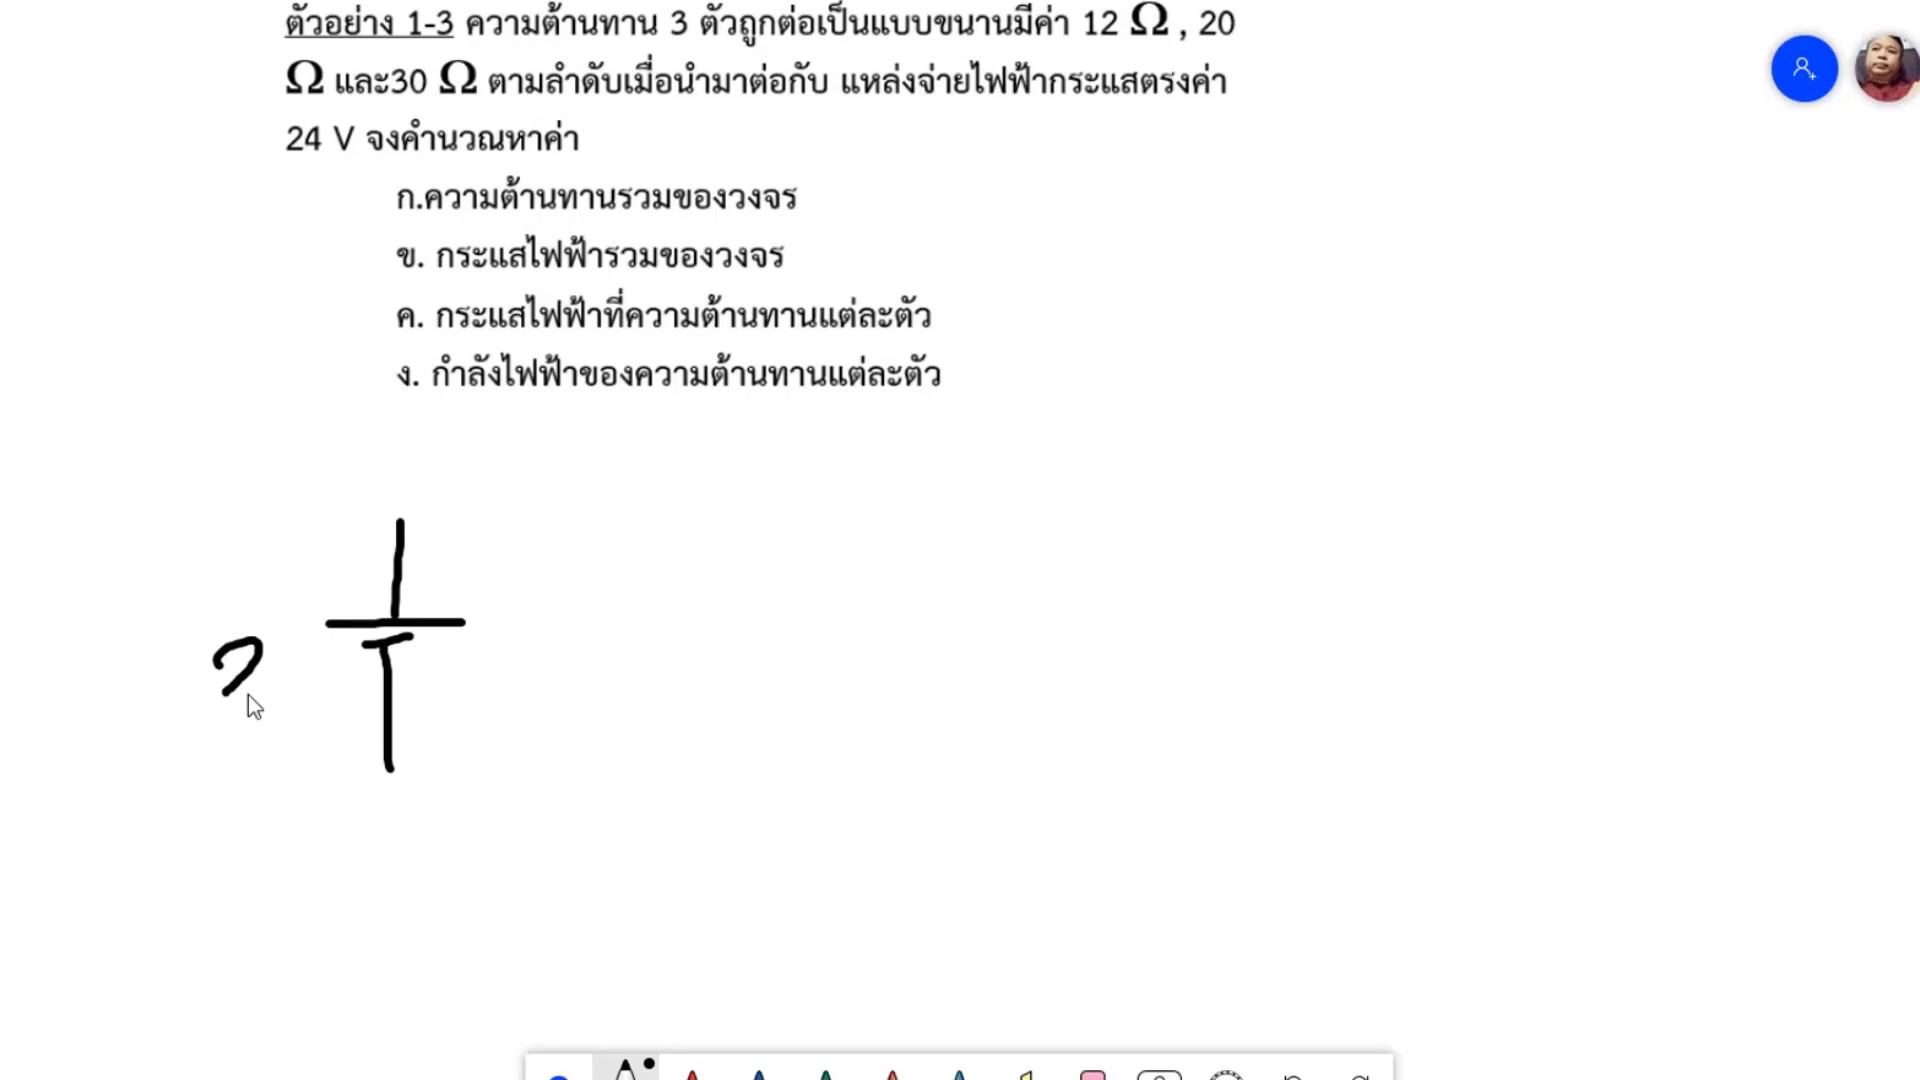 ตัวอย่าง 1-3 ความต้านทาน 3 ตัวถูกต่อเป็นแบบขนานมีค่า 12 Ω , 20
Ω และ30 Ω ตามลำดับเมื่อนำมาต่อกับ แหล่งจ่ายไฟฟ้ากระแสตรงค่า
24 V จงคำนวณหาค่า
ก.ความต้านทานรวมของวงจร
ข. กระแสไฟฟ้ารวมของวงจร
ค. กระแสไฟฟ้าที่ความต้านทานแต่ละตัว
ง. กำลังไฟฟ้าของความต้านทานแต่ละตัว
2